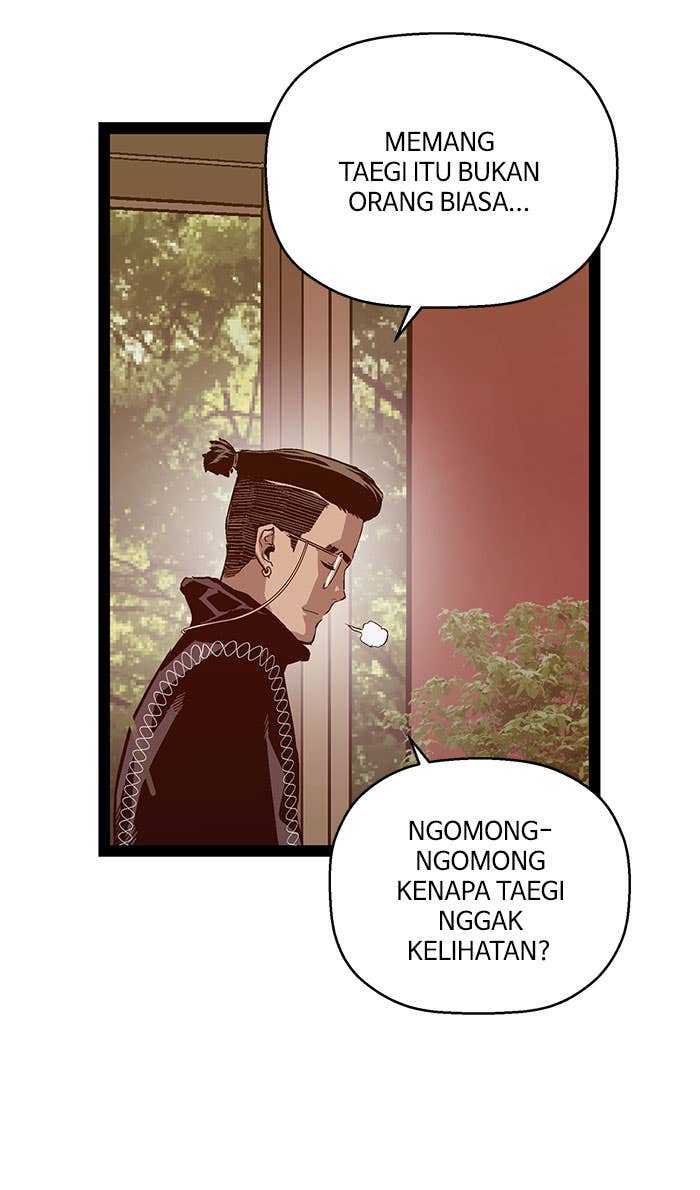 MEMANG
TAEGI ITU BUKAN
ORANG BIASA...
NGOMONG-
NGOMONG
KENAPA TAEGI
NGGAK
KELIHATAN?